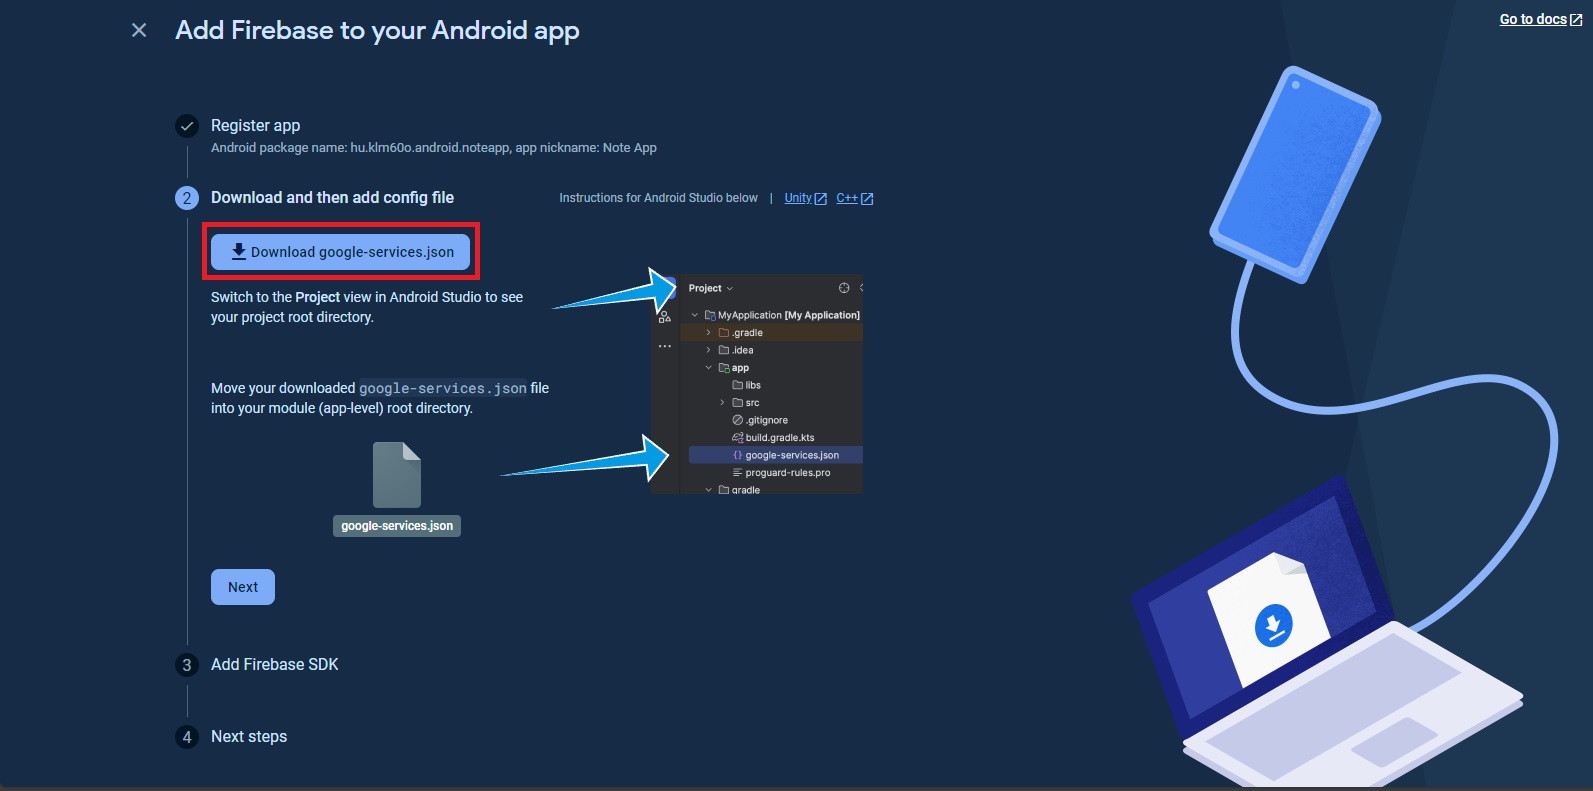 Add Firebase to your Android app
Go to docs
Register app
Android package name: hu.klm60o.android.noteapp, app nickname: Note App
2
Download and then add config file
Instructions for Android Studio below | Unity C++
Download google-services.json
Switch to the Project view in Android Studio to see
your project root directory.
Move your downloaded google-services.json file
into your module (app-level) root directory.
google-services.json
Project
MyApplication [My Application]
.gradle
.idea
app
libs
src
.gitignore
build.gradle.kts
{} google-services.json
proguard-rules.pro
gradle
Next
3
Add Firebase SDK
4
Next steps